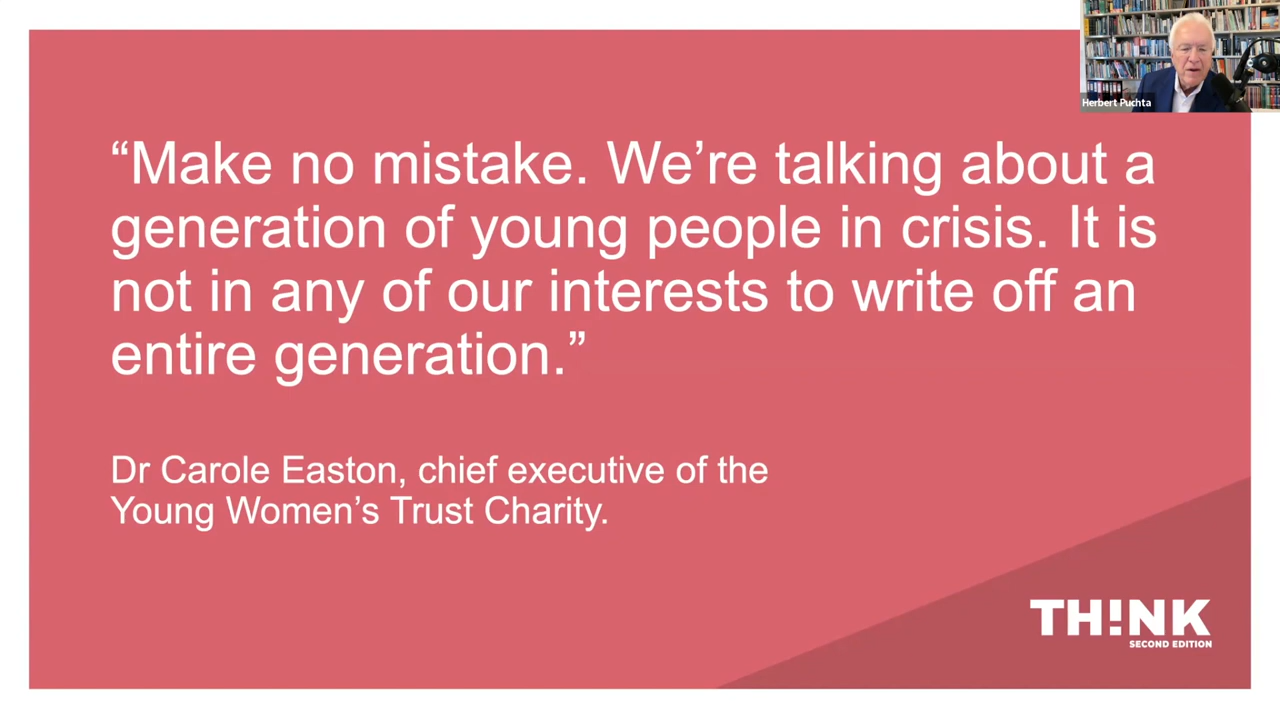 Herbert Puchta
“Make no mistake. We’re talking about a
generation of young people in crisis. It is
not in any of our interests to write off an
entire generation.”
Dr Carole Easton, chief executive of the
Young Women’s Trust Charity.
TH!NK
SECOND EDITION